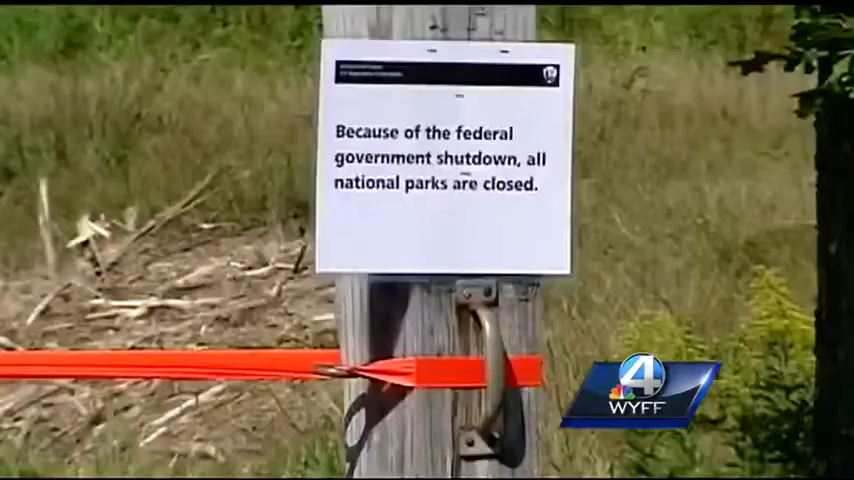 Because of the federal
government shutdown, all
national parks are closed.
4
WYFF